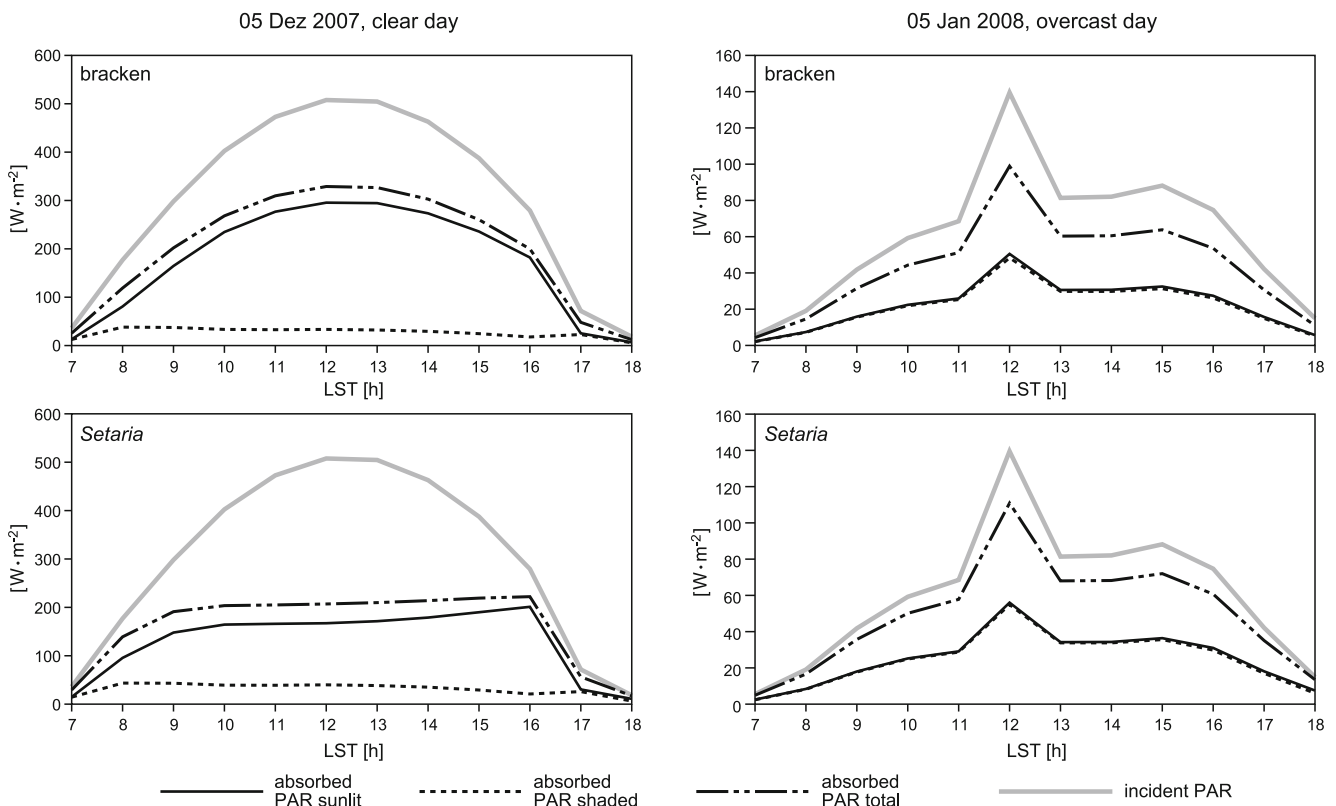 05 Dez 2007, clear day
05 Jan 2008, overcast day
bracken
[W·m-2]
600
500
400
300
200
100
0
7 8 9 10 11 12 13 14 15 16 17 18
LST [h]
bracken
[W·m-2]
160
140
120
100
80
60
40
20
0
7 8 9 10 11 12 13 14 15 16 17 18
LST [h]
Setaria
[W·m-2]
600
500
400
300
200
100
0
7 8 9 10 11 12 13 14 15 16 17 18
LST [h]
Setaria
[W·m-2]
160
140
120
100
80
60
40
20
0
7 8 9 10 11 12 13 14 15 16 17 18
LST [h]
absorbed
PAR sunlit
absorbed
PAR shaded
absorbed
PAR total
incident PAR